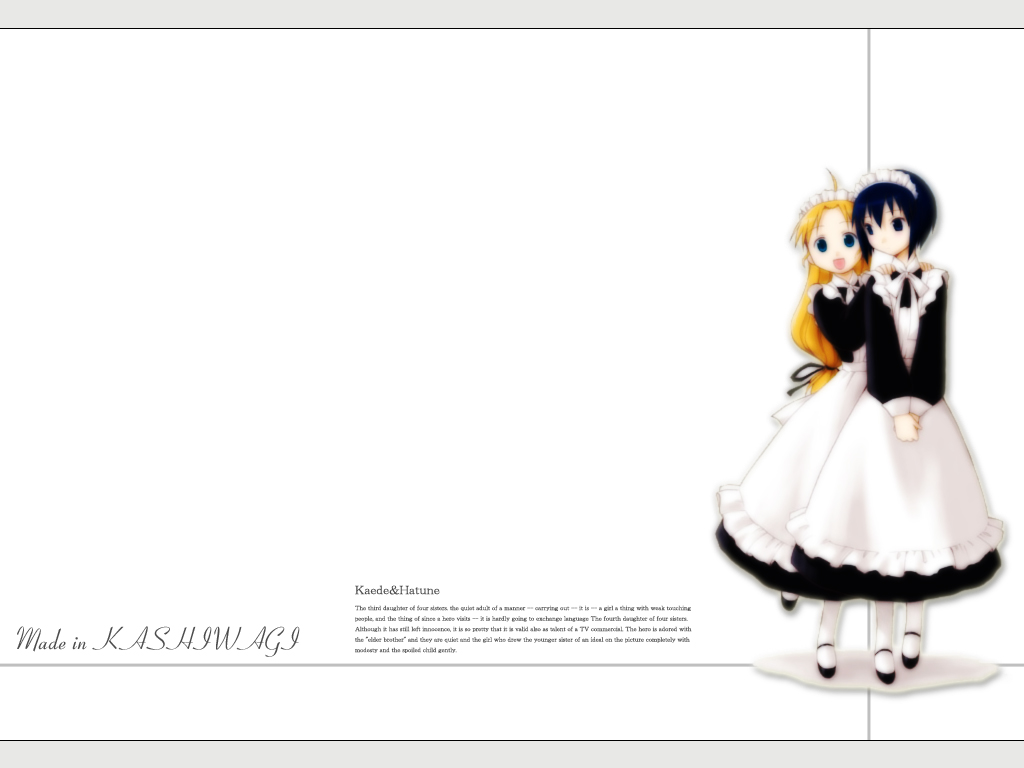 Kaede&Hatune
The third daughter of four sisters. the quiet adult of a manner -- carrying out -- it is -- a girl a thing with weak touching
people, and the thing of since a hero visits -- it is hardly going to exchange language The fourth daughter of four sisters.
Although it has still left innocence, it is so pretty that it is valid also as talent of a TV commercial. The hero is adored with
the "elder brother" and they are quiet and the girl who drew the younger sister of an ideal on the picture completely with
modesty and the spoiled child gently.
Made in KASHIWAGI